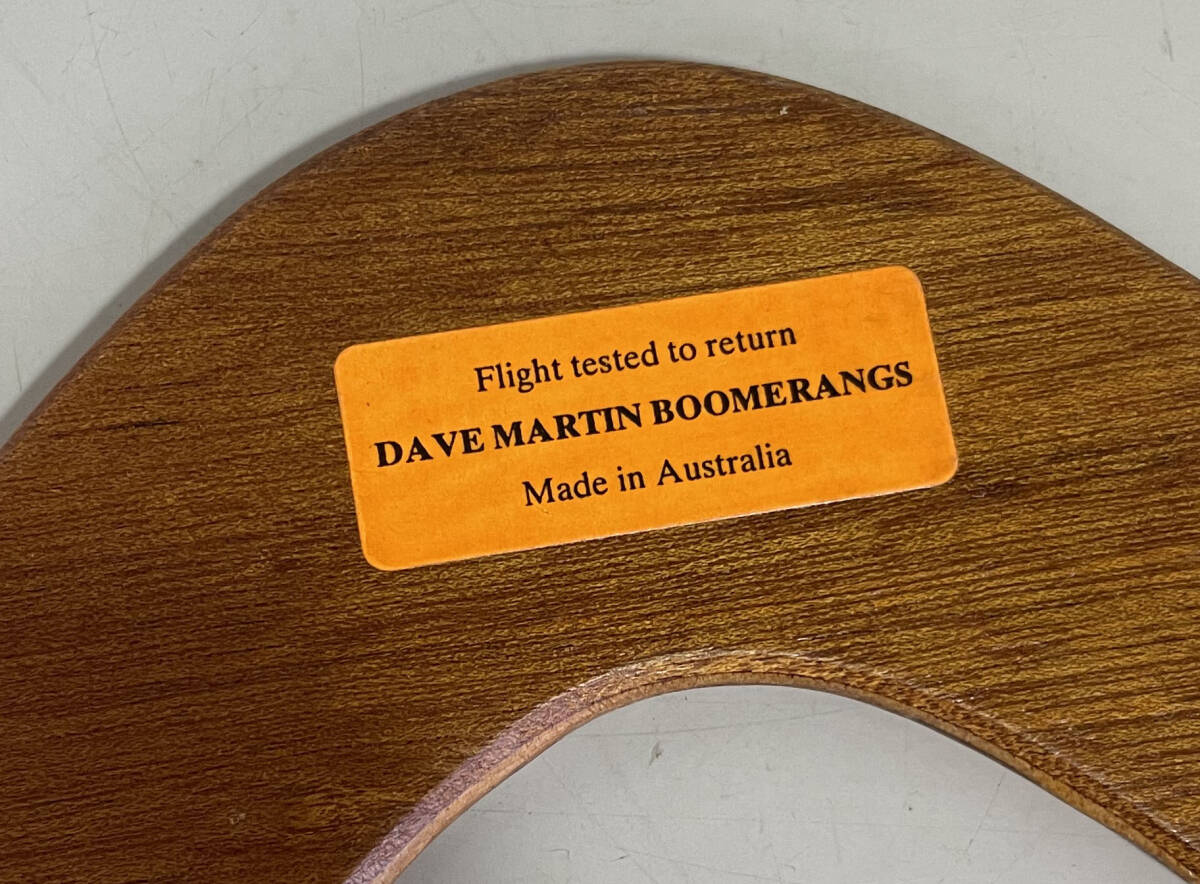 Flight tested to return
DAVE MARTIN BOOMERANGS
Made in Australia